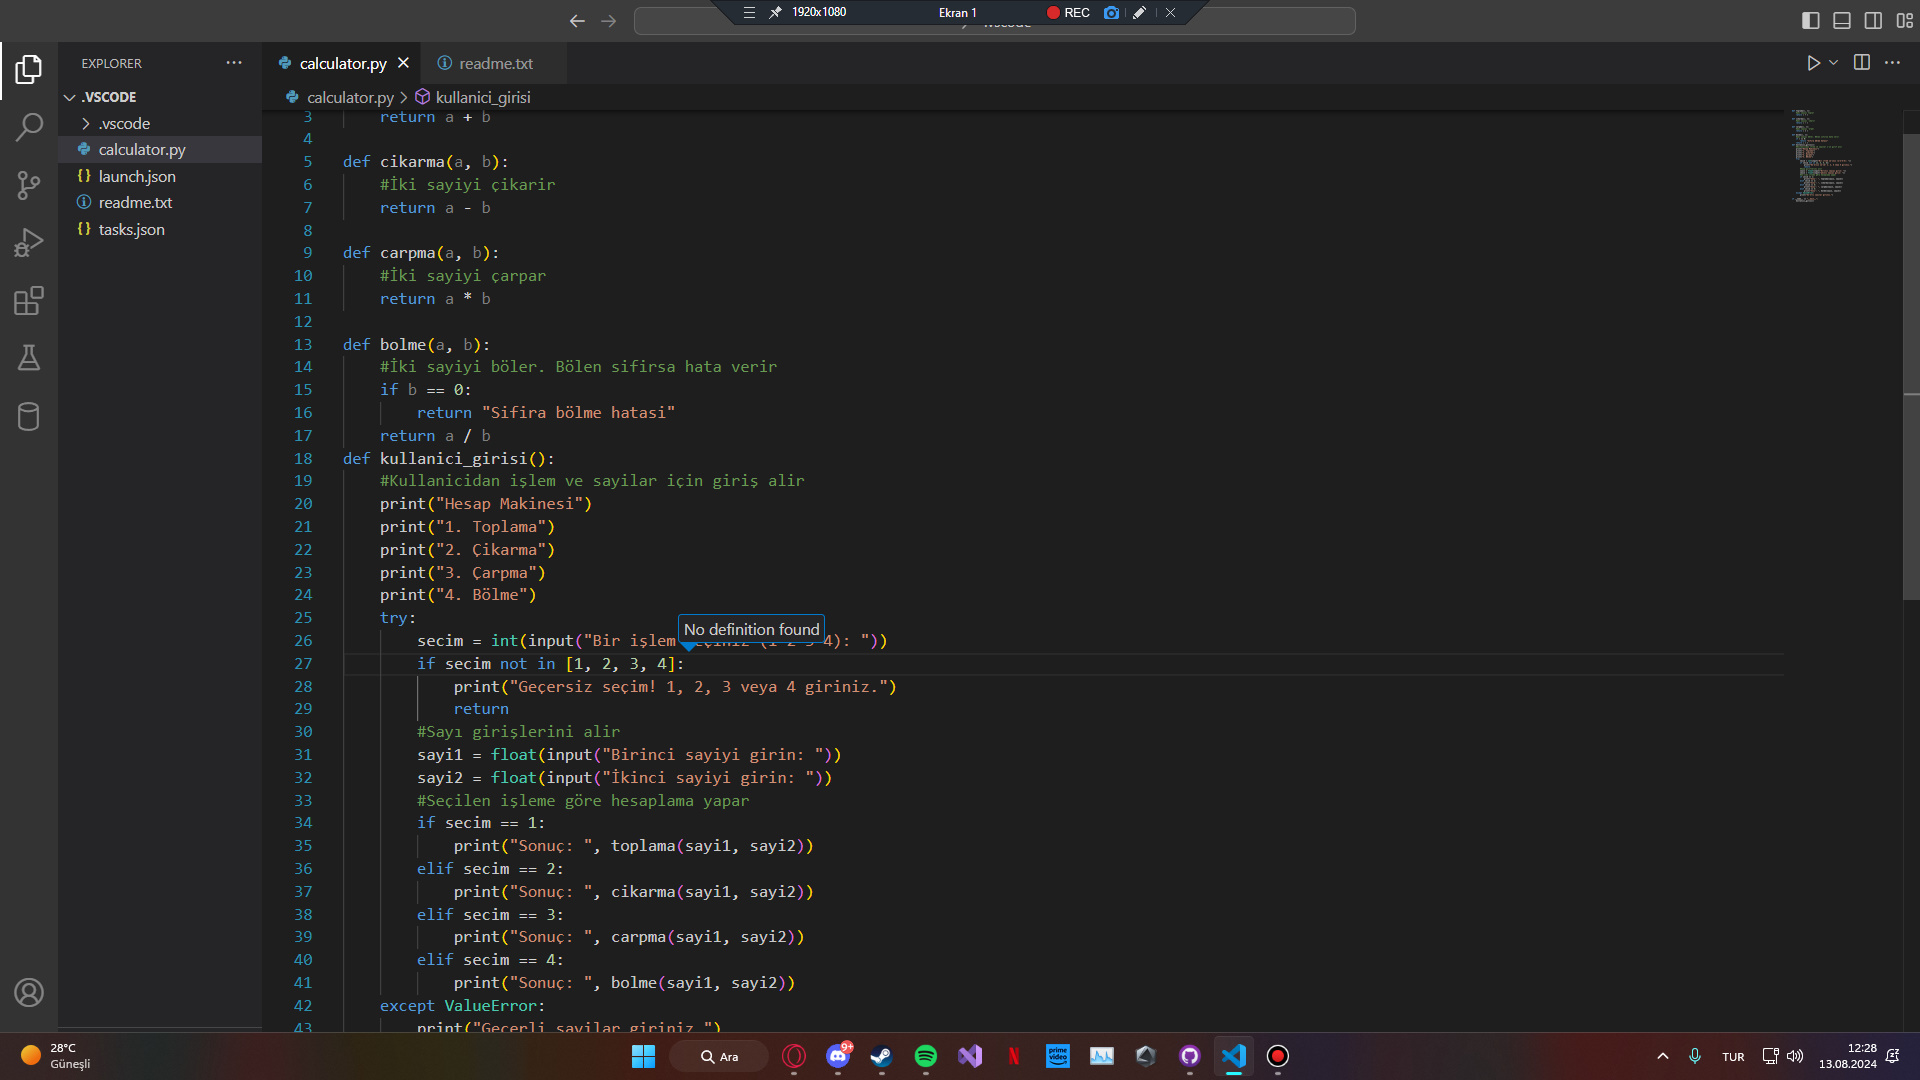 1920x1080
Ekran 1
REC
EXPLORER
calculator.py
readme.txt
.VSCODE
calculator.py
kullanici_girisi
.vscode
calculator.py
launch.json
readme.txt
tasks.json
3 return a + b
4
5 def cikarma(a, b):
6 #İki sayiyi çikarir
7 return a - b
8
9 def carpma(a, b):
10 #İki sayiyi çarpar
11 return a * b
12
13 def bolme(a, b):
14 #İki sayiyi böler. Bölen sifirsa hata verir
15 if b == 0:
16 return "Sifira bölme hatasi"
17 return a / b
18 def kullanici_girisi():
19 #Kullanicidan işlem ve sayilar için giriş alir
20 print("Hesap Makinesi")
21 print("1. Toplama")
22 print("2. Çikarma")
23 print("3. Çarpma")
24 print("4. Bölme")
25 try:
No definition found
26 secim = int(input("Bir işlem 4): "))
27 if secim not in [1, 2, 3, 4]:
28 print("Geçersiz seçim! 1, 2, 3 veya 4 giriniz.")
29 return
30 #Sayı girişlerini alir
31 sayi1 = float(input("Birinci sayiyi girin: "))
32 sayi2 = float(input("İkinci sayiyi girin: "))
33 #Seçilen işleme göre hesaplama yapar
34 if secim == 1:
35 print("Sonuç: ", toplama(sayi1, sayi2))
36 elif secim == 2:
37 print("Sonuç: ", cikarma(sayi1, sayi2))
38 elif secim == 3:
39 print("Sonuç: ", carpma(sayi1, sayi2))
40 elif secim == 4:
41 print("Sonuç: ", bolme(sayi1, sayi2))
42 except ValueError:
43 print("Geçerli sayilar giriniz.")
28°C
Güneşli
Ara
9+
prime video
TUR
12:28
13.08.2024